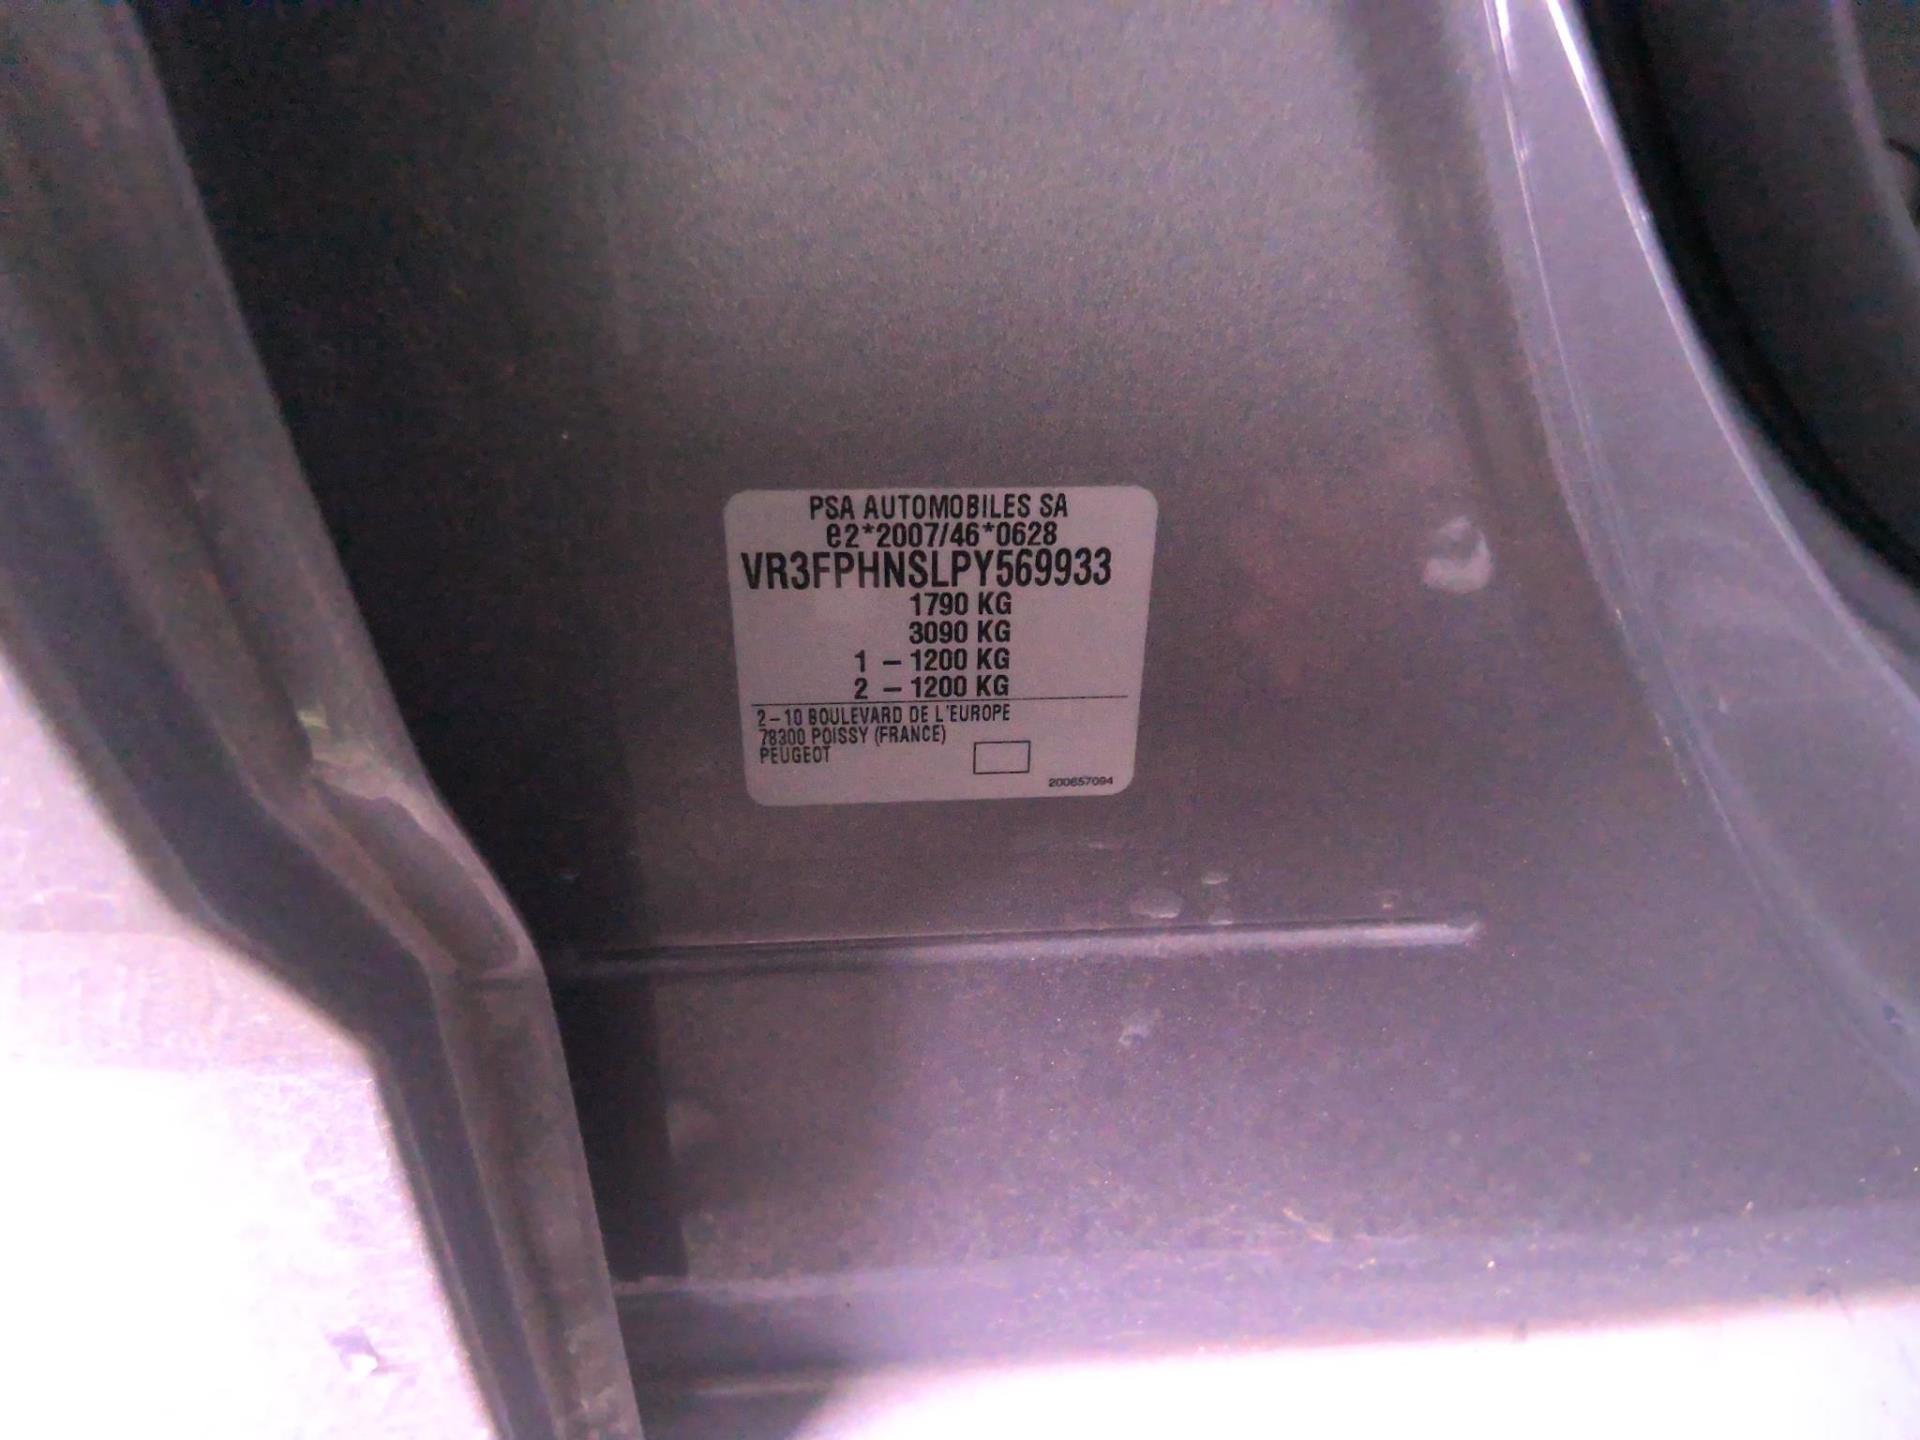 PSA AUTOMOBILES SA
e2*2007/46*0628
VR3FPHNSLPY569933
1790 KG
3090 KG
1 - 1200 KG
2 - 1200 KG
2-10 BOULEVARD DE L'EUROPE
78300 POISSY (FRANCE)
PEUGEOT
200657094